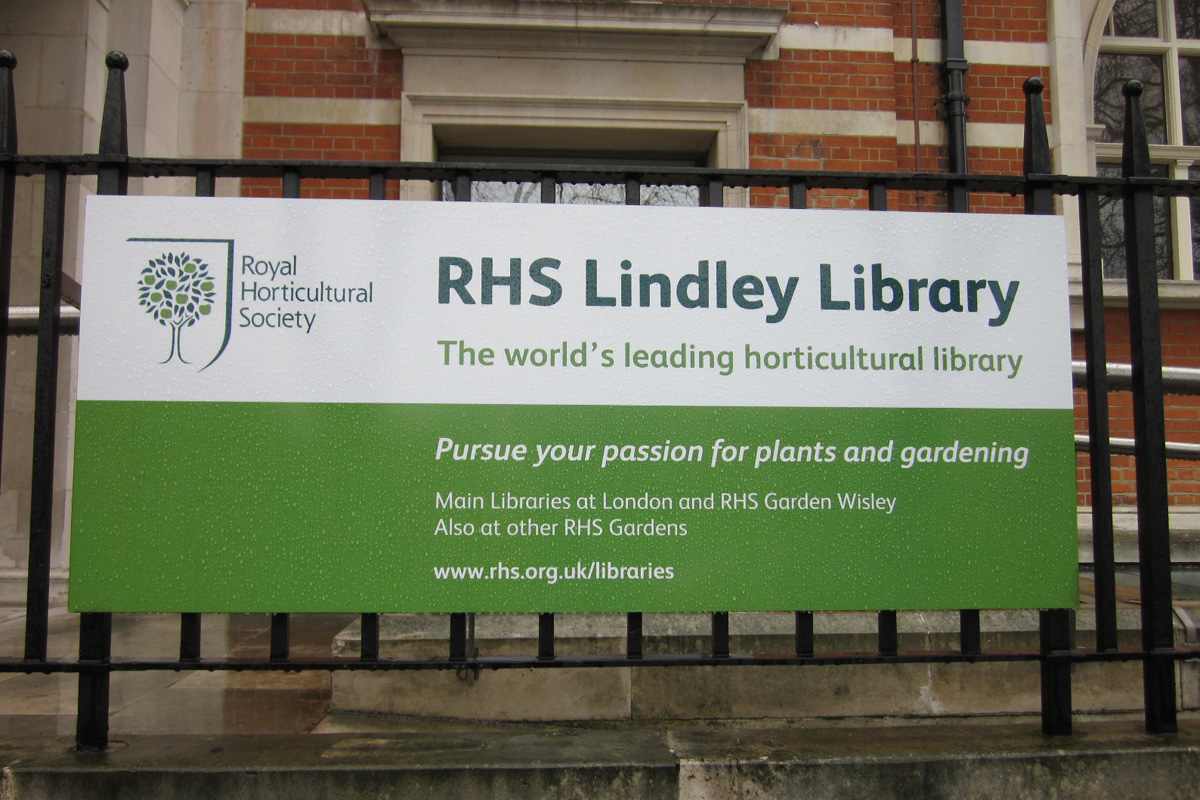 Royal
Horticultural
Society
RHS Lindley Library
The world's leading horticultural library
Pursue your passion for plants and gardening
Main Libraries at London and RHS Garden Wisley
Also at other RHS Gardens
www.rhs.org.uk/libraries